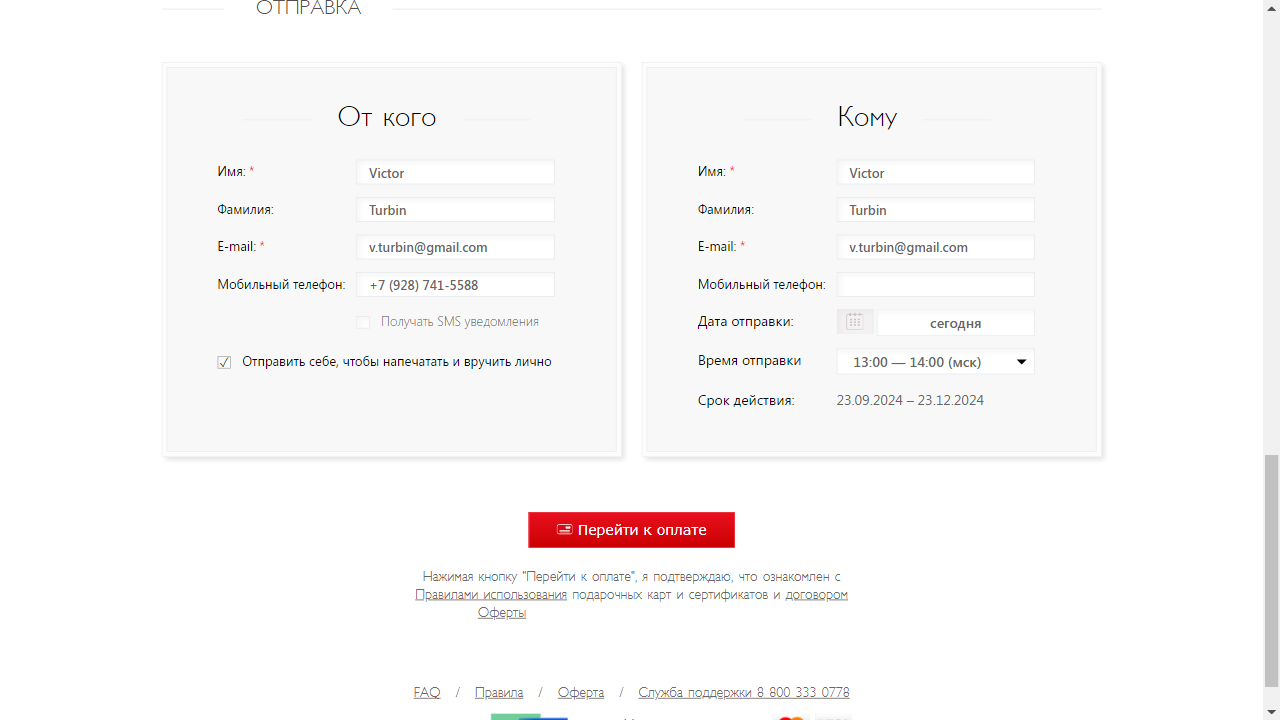 ОТПРАВКА
От кого
Имя: *
Victor
Фамилия:
Turbin
E-mail: *
v.turbin@gmail.com
Мобильный телефон:
+7 (928) 741-5588
Получать SMS уведомления
Отправить себе, чтобы напечатать и вручить лично
Кому
Имя: *
Victor
Фамилия:
Turbin
E-mail: *
v.turbin@gmail.com
Мобильный телефон:
Дата отправки:
сегодня
Время отправки
13:00 — 14:00 (мск)
Срок действия:
23.09.2024 – 23.12.2024
Перейти к оплате
Нажимая кнопку "Перейти к оплате", я подтверждаю, что ознакомлен с
Правилами использования подарочных карт и сертификатов и договором
Оферты
FAQ / Правила / Оферта / Служба поддержки 8 800 333 0778